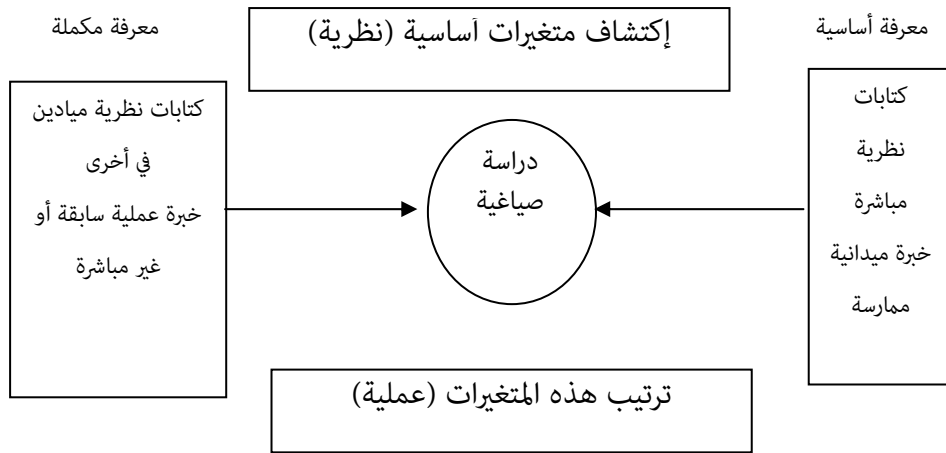 معرفة أساسية
إكتشاف متغيرات أساسية (نظرية)
معرفة مكملة
كتابات
نظرية
مباشرة
خبرة ميدانية
ممارسة
دراسة
صياغية
كتابات نظرية ميادين
في أخرى
خبرة عملية سابقة أو
غير مباشرة
ترتيب هذه المتغيرات (عملية)